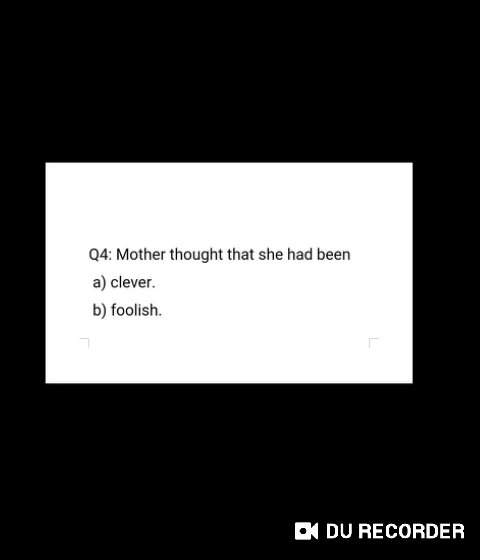 Q4: Mother thought that she had been
a) clever.
b) foolish.
DU RECORDER